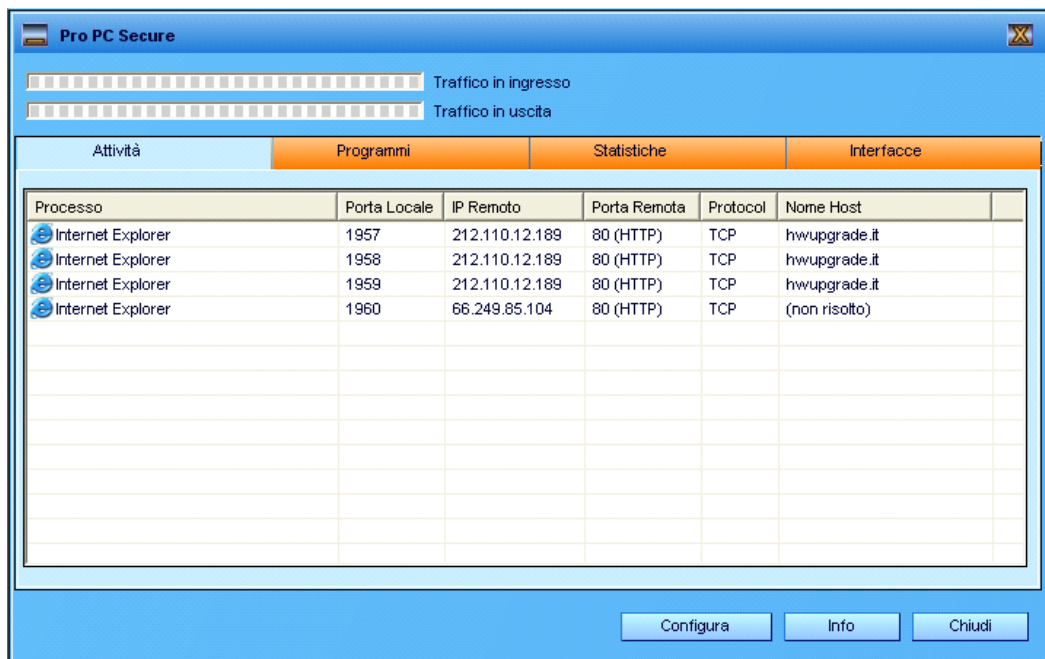 Pro PC Secure
Traffico in ingresso
Traffico in uscita
Attività Programmi Statistiche Interfacce
Processo Porta Locale IP Remoto Porta Remota Protocol Nome Host
Internet Explorer 1957 212.110.12.189 80 (HTTP) TCP hwupgrade.it
Internet Explorer 1958 212.110.12.189 80 (HTTP) TCP hwupgrade.it
Internet Explorer 1959 212.110.12.189 80 (HTTP) TCP hwupgrade.it
Internet Explorer 1960 66.249.85.104 80 (HTTP) TCP (non risolto)
Configura Info Chiudi